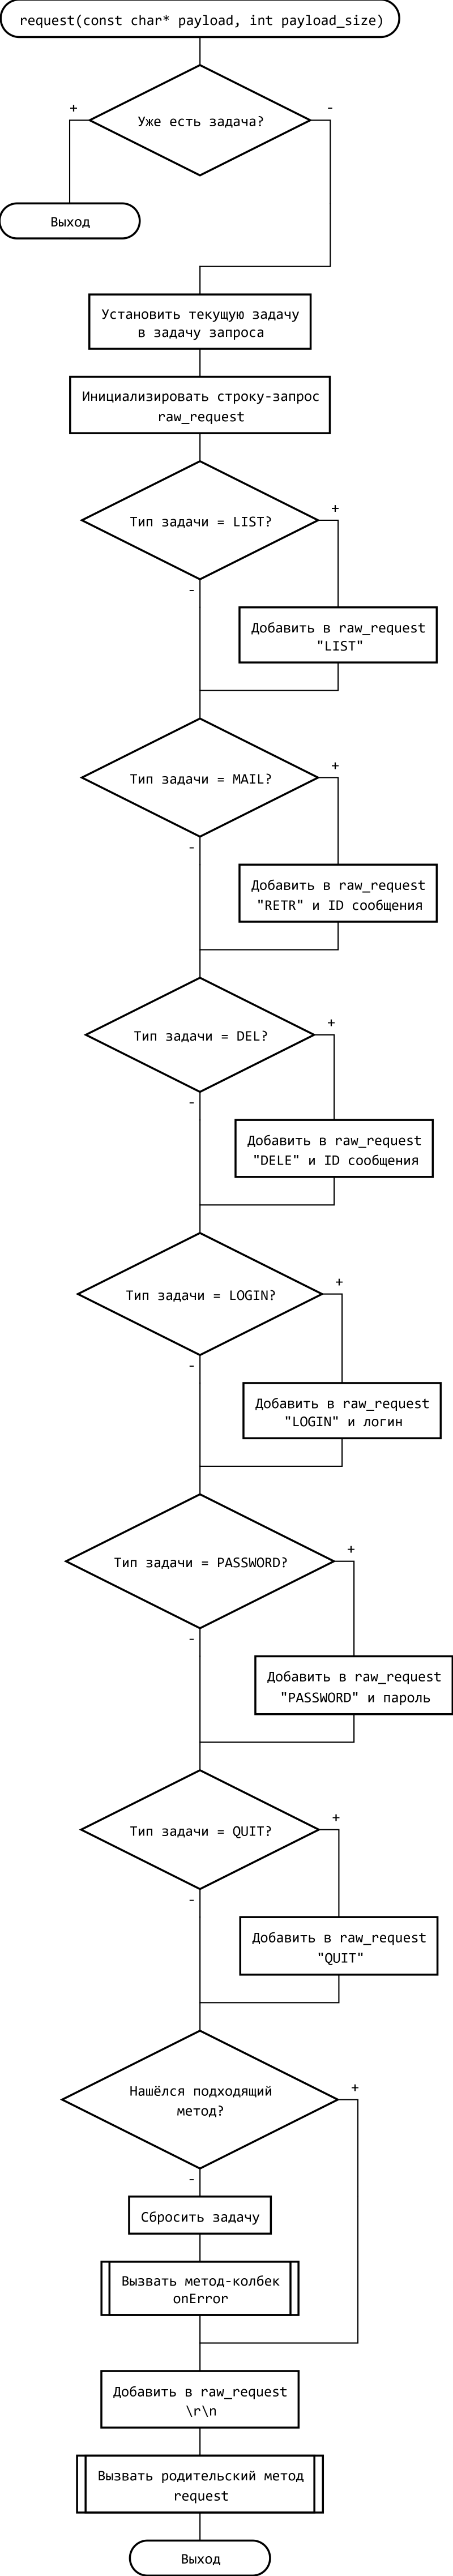 request(const char* payload, int payload_size)
Уже есть задача?
+
-
Выход
Установить текущую задачу
в задачу запроса
Инициализировать строку-запрос
raw_request
Тип задачи = LIST?
+
-
Добавить в raw_request
"LIST"
Тип задачи = MAIL?
+
-
Добавить в raw_request
"RETR" и ID сообщения
Тип задачи = DEL?
+
-
Добавить в raw_request
"DELE" и ID сообщения
Тип задачи = LOGIN?
+
-
Добавить в raw_request
"LOGIN" и логин
Тип задачи = PASSWORD?
+
-
Добавить в raw_request
"PASSWORD" и пароль
Тип задачи = QUIT?
+
-
Добавить в raw_request
"QUIT"
Нашёлся подходящий
метод?
+
-
Сбросить задачу
Вызвать метод-колбек
onError
Добавить в raw_request
\r\n
Вызвать родительский метод
request
Выход